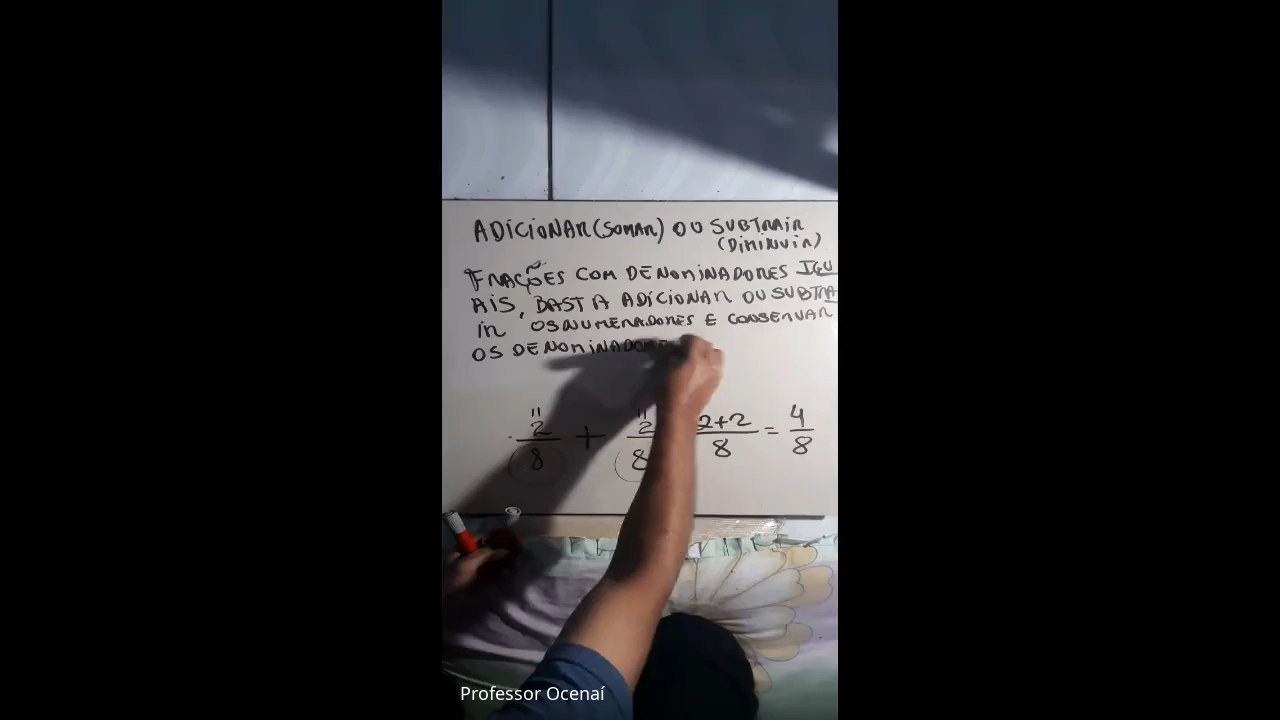 ADICIONAR (SOMAR) OU SUBTRAIR
(DIMINUIR)
FRAÇÕES COM DENOMINADORES IGU
AIS, BASTA ADICIONAR OU SUBTRA
IR OS NUMERADORES E CONSERVAR
OS DENOMINADORES
2/8 + 2/8 2+2/8 = 4/8
Professor Ocenaí